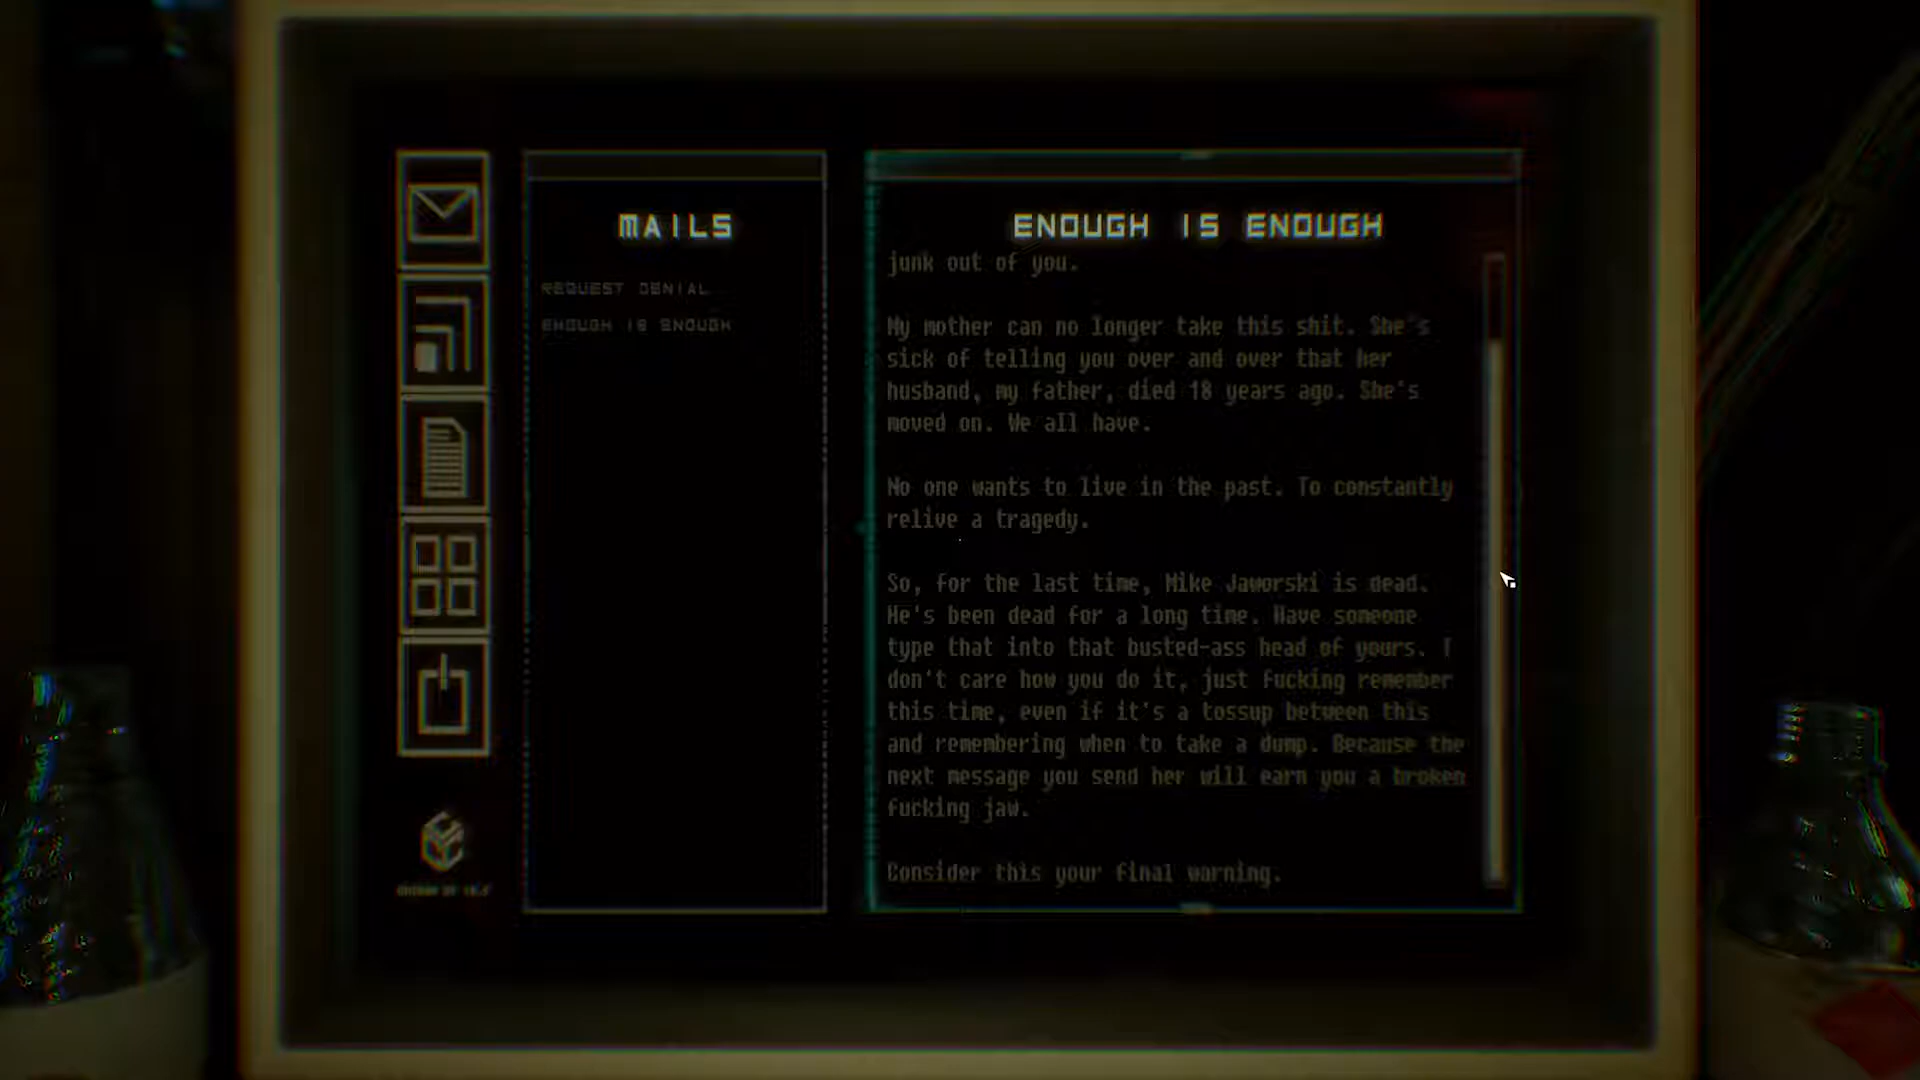 MAILS
REQUEST DENIAL
ENOUGH IS ENOUGH
ENOUGH IS ENOUGH
junk out of you.
My mother can no longer take this shit. She's
sick of telling you over and over that her
husband, my father, died 18 years ago. She's
moved on. We all have.
No one wants to live in the past. To constantly
relive a tragedy.
So, for the last time, Mike Jaworski is dead.
He's been dead for a long time. Have someone
type that into that busted-ass head of yours. I
don't care how you do it, just fucking remember
this time, even if it's a tossup between this
and remembering when to take a dump. Because the
next message you send her will earn you a broken
fucking jaw.
Consider this your final warning.